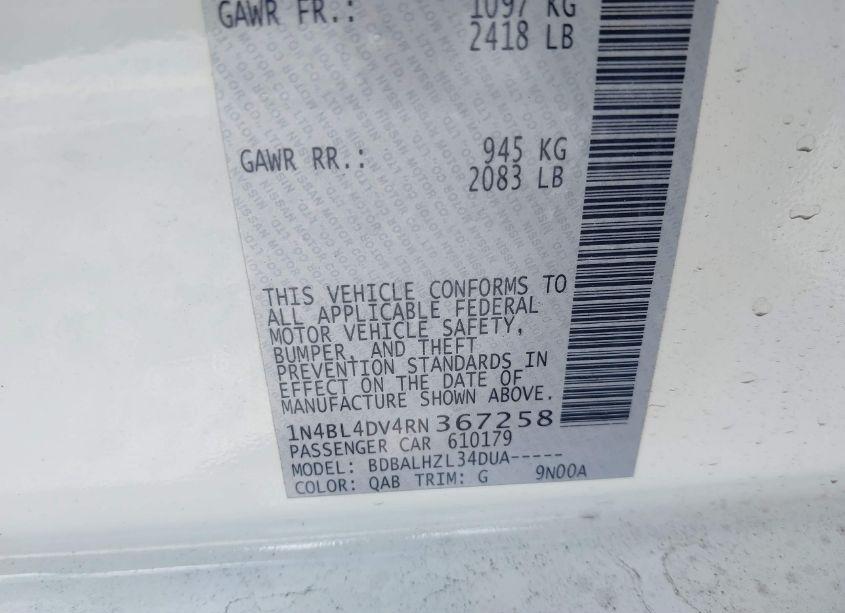 GAWR FR.: 1097 KG
2418 LB
GAWR RR.: 945 KG
2083 LB
THIS VEHICLE CONFORMS TO
ALL APPLICABLE FEDERAL
MOTOR VEHICLE SAFETY,
BUMPER, AND THEFT
PREVENTION STANDARDS IN
EFFECT ON THE DATE OF
MANUFACTURE SHOWN ABOVE.
1N4BL4DV4RN367258
PASSENGER CAR 610179
MODEL: BDBALHZL34DUA-----
COLOR: QAB TRIM: G 9N00A